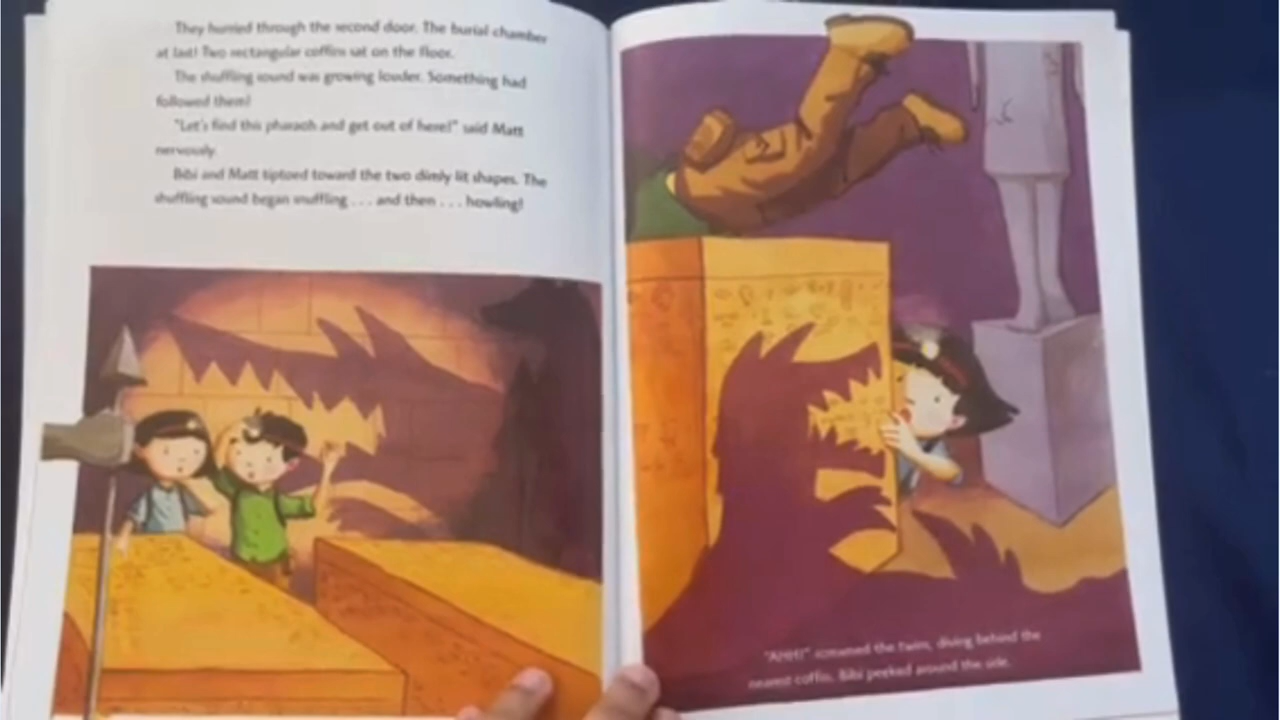 They hurried through the second door. The burial chamber
at last! Two rectangular coffins sat on the floor.
The shuffling sound was growing louder. Something had
followed them!
"Let's find this pharaoh and get out of here!" said Matt
nervously.
Bibi and Matt tiptoed toward the two dimly lit shapes. The
shuffling sound began snuffling . . . and then . . . howling!
"Ahhh!" screamed the twins, diving behind the
nearest coffin. Bibi peeked around the side.